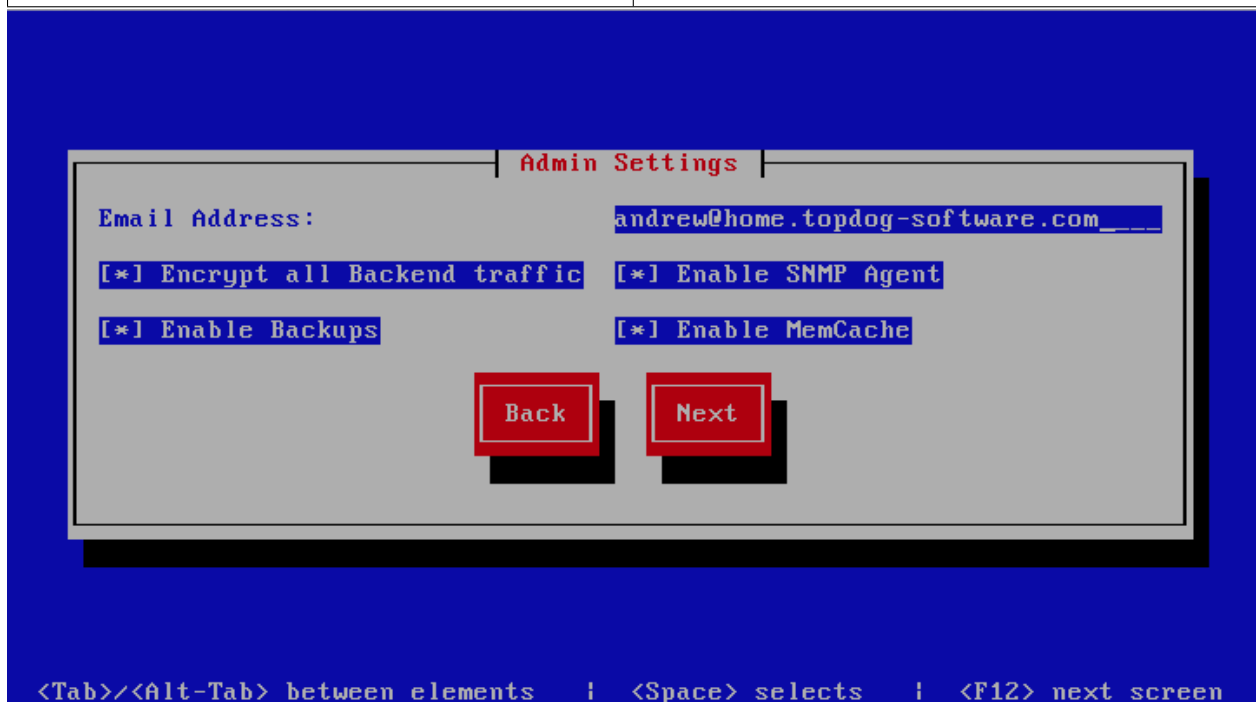 Admin Settings
Email Address: andrew@home.topdog-software.com____
[*] Encrypt all Backend traffic [*] Enable SNMP Agent
[*] Enable Backups [*] Enable MemCache
Back Next
<Tab>/<Alt-Tab> between elements | <Space> selects | <F12> next screen